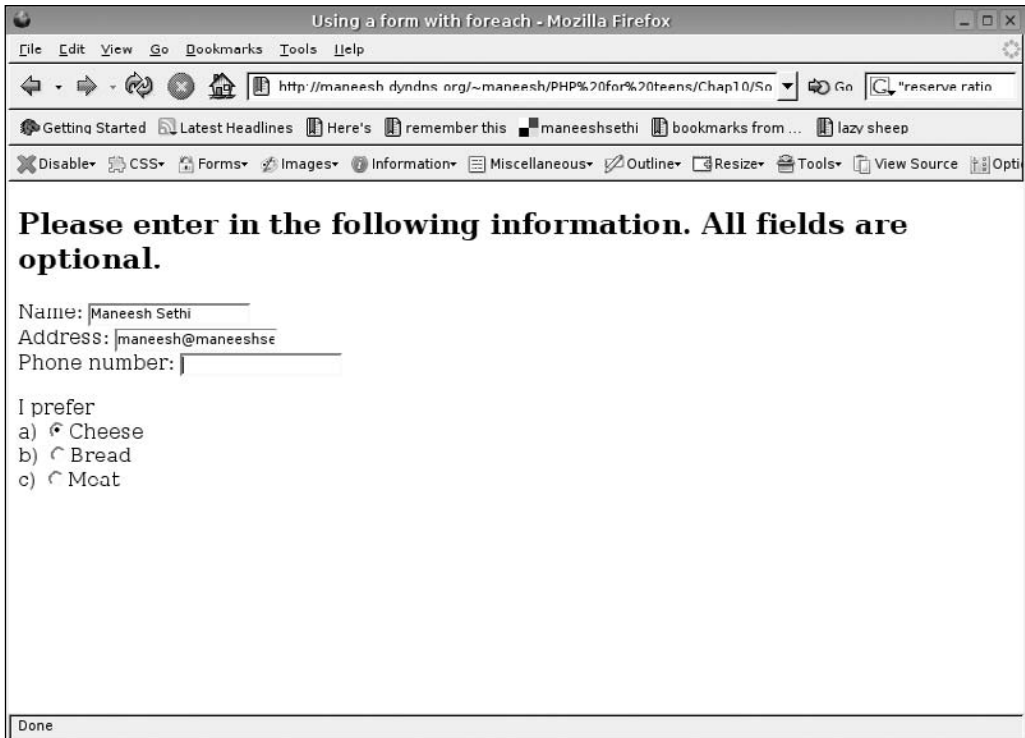 Using a form with foreach - Mozilla Firefox
File Edit View Go Bookmarks Tools Help
http://maneesh.dyndns.org/~maneesh/PHP%20for%20teens/Chap10/So Go G "reserve ratio
Getting Started Latest Headlines Here's remember this maneeshsethi bookmarks from ... lazy sheep
Disable CSS Forms Images Information Miscellaneous Outline Resize Tools View Source Opti
Please enter in the following information. All fields are
optional.
Name: Maneesh Sethi
Address: maneesh@maneeshse
Phone number:
I prefer
a) Cheese
b) Bread
c) Meat
Done